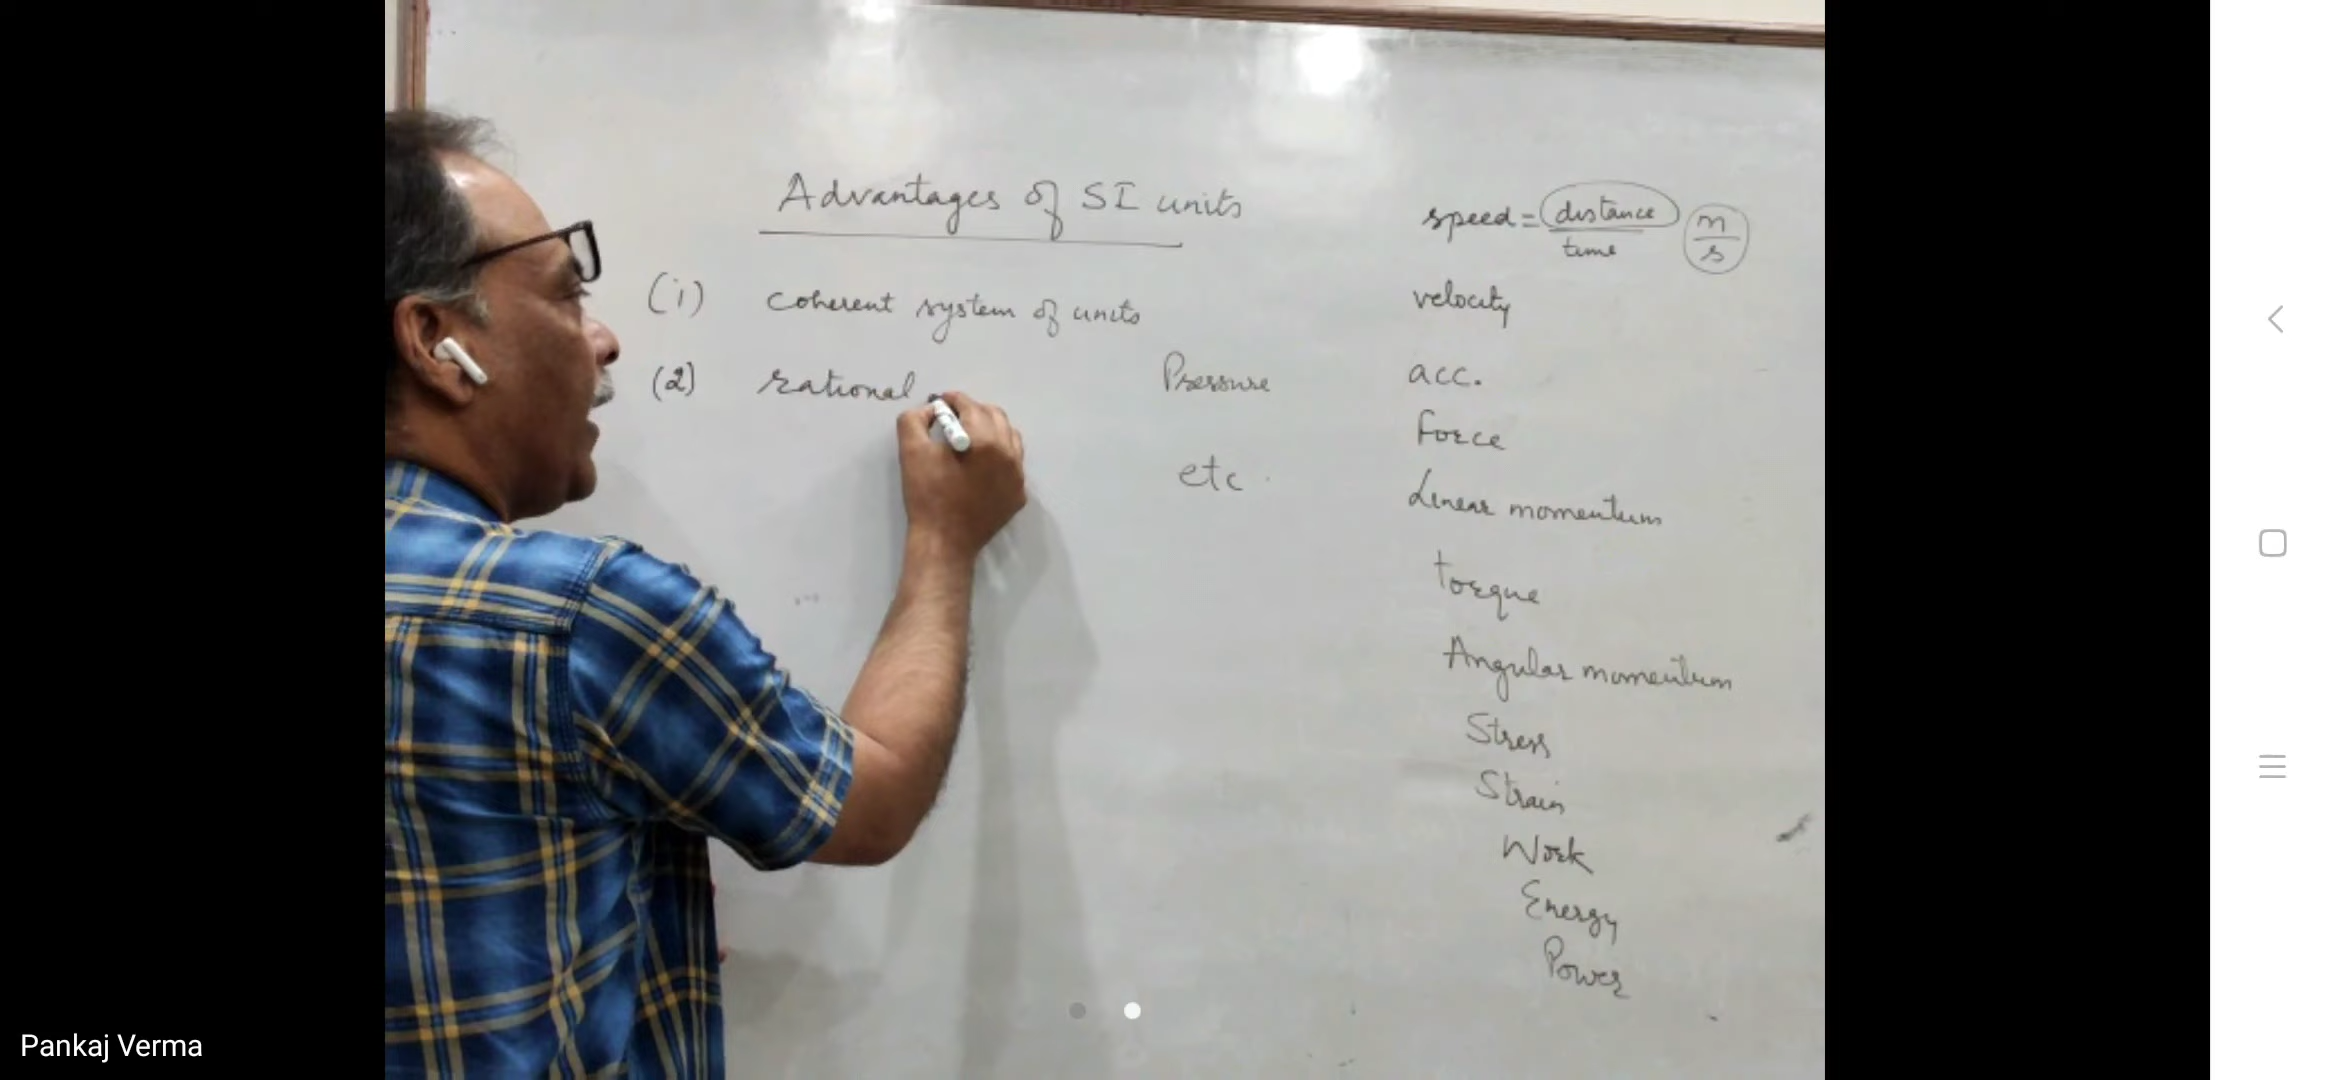 Advantages of SI units
(i) coherent system of units
(2) rational
Pressure
etc.
speed = distance / time m / s
velocity
acc.
Force
Linear momentum
torque
Angular momentum
Stress
Strain
Work
Energy
Power
Pankaj Verma